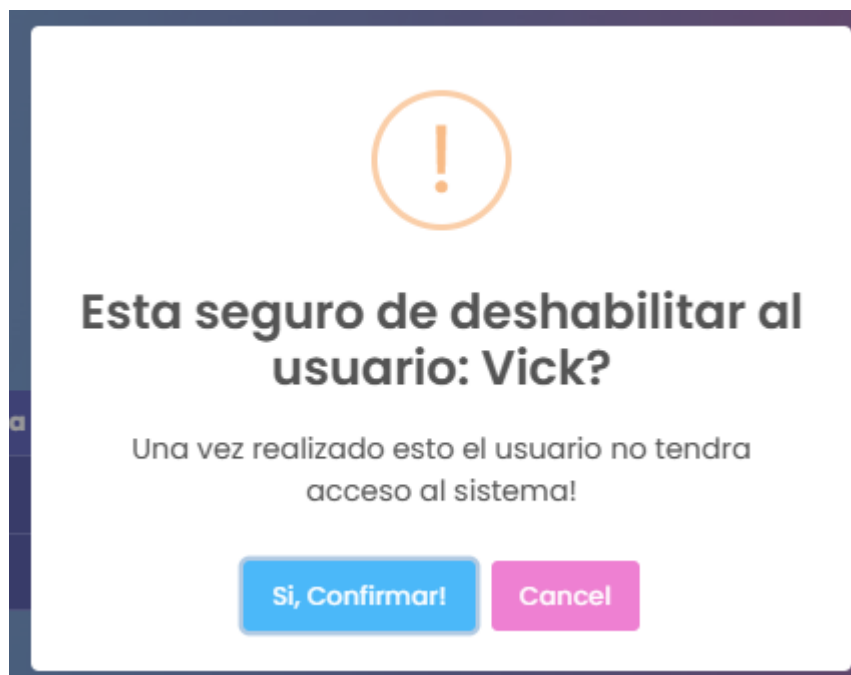 !
Esta seguro de deshabilitar al
usuario: Vick?
a
Una vez realizado esto el usuario no tendra
acceso al sistema!
Si, Confirmar!
Cancel